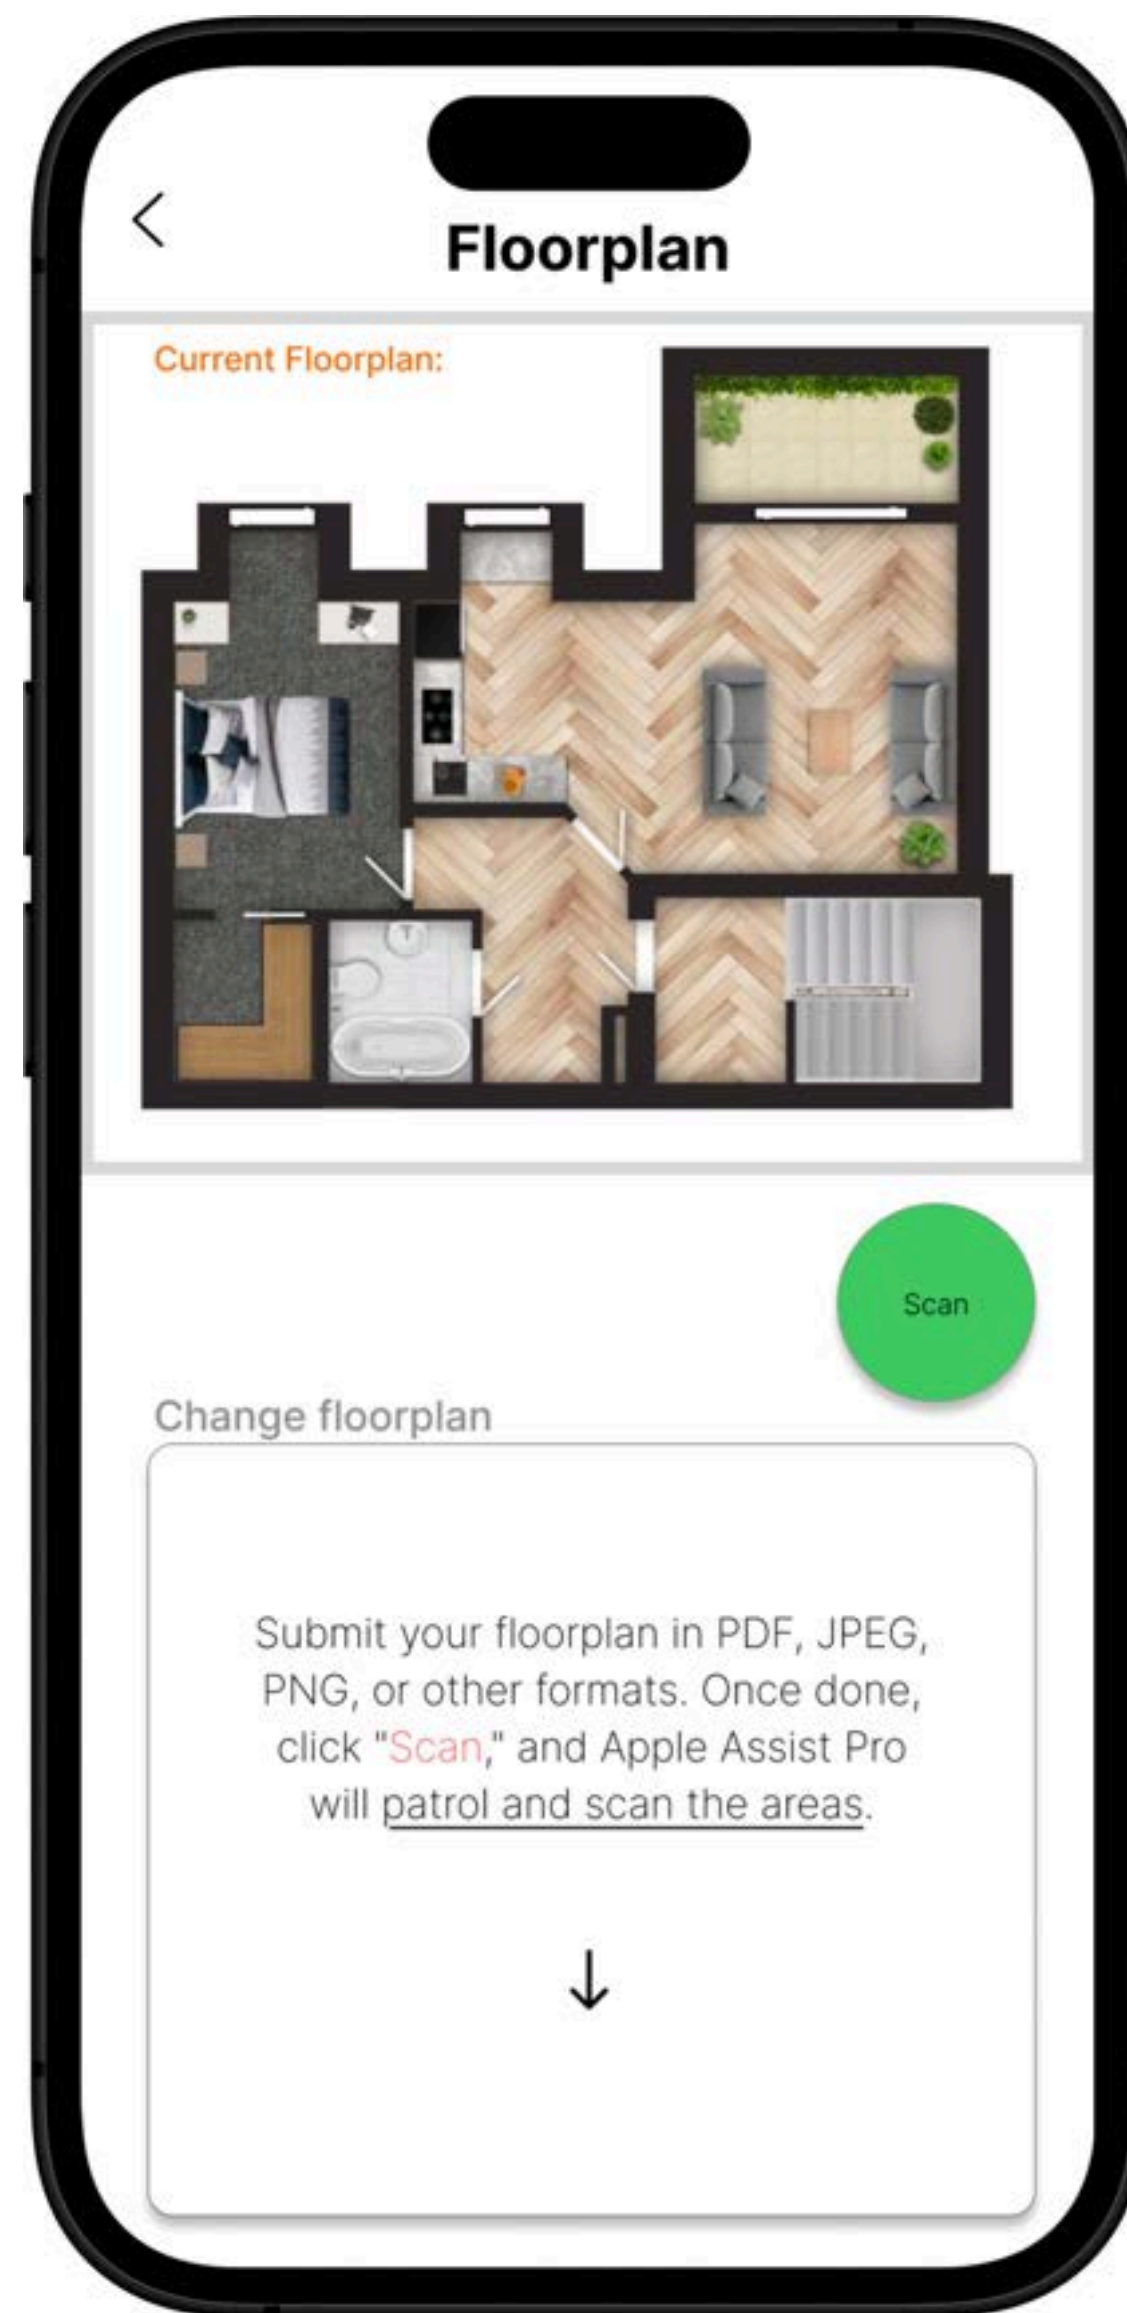 Floorplan
Current Floorplan:
Scan
Change floorplan
Submit your floorplan in PDF, JPEG,
PNG, or other formats. Once done,
click "Scan," and Apple Assist Pro
will patrol and scan the areas.